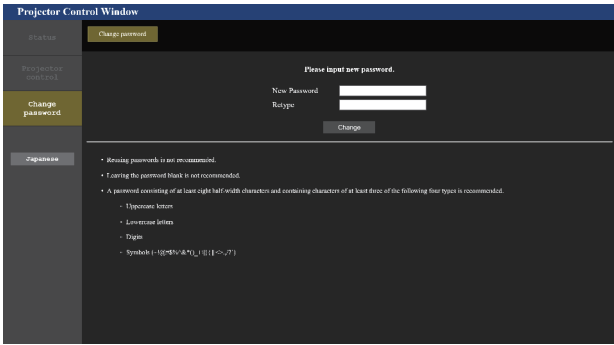 Projector Control Window
Status
Change password
Projector
control
Please input new password.
New Password
Retype
Change
password
Change
Japanese
• Reusing passwords is not recommended.
• Leaving the password blank is not recommended.
• A password consisting of at least eight half-width characters and containing characters of at least three of the following four types is recommended.
- Uppercase letters
- Lowercase letters
- Digits
- Symbols